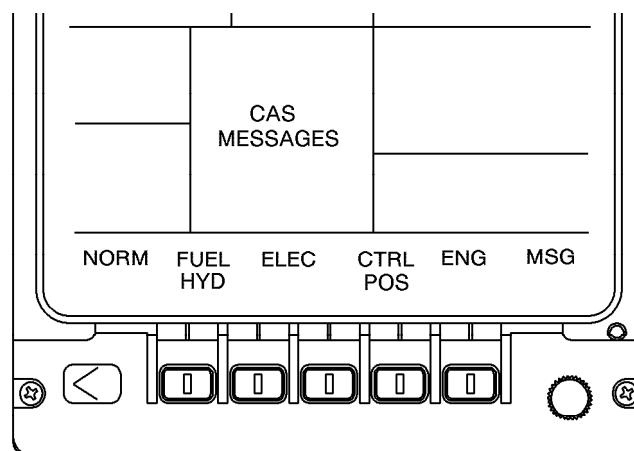 CAS
MESSAGES
NORM FUEL HYD ELEC CTRL POS ENG MSG